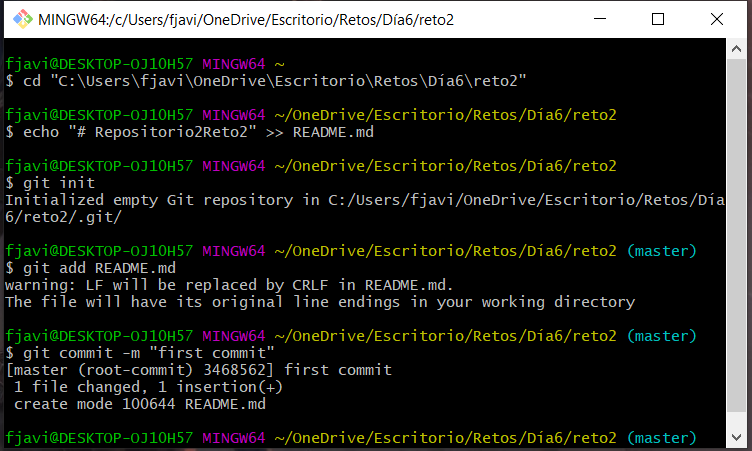 MINGW64:/c/Users/fjavi/OneDrive/Escritorio/Retos/Día6/reto2
fjavi@DESKTOP-OJ10H57 MINGW64 ~
$ cd "C:\Users\fjavi\OneDrive\Escritorio\Retos\Día6\reto2"
fjavi@DESKTOP-OJ10H57 MINGW64 ~/OneDrive/Escritorio/Retos/Día6/reto2
$ echo "# Repositorio2Reto2" >> README.md
fjavi@DESKTOP-OJ10H57 MINGW64 ~/OneDrive/Escritorio/Retos/Día6/reto2
$ git init
Initialized empty Git repository in C:/Users/fjavi/OneDrive/Escritorio/Retos/Día
6/reto2/.git/
fjavi@DESKTOP-OJ10H57 MINGW64 ~/OneDrive/Escritorio/Retos/Día6/reto2 (master)
$ git add README.md
warning: LF will be replaced by CRLF in README.md.
The file will have its original line endings in your working directory
fjavi@DESKTOP-OJ10H57 MINGW64 ~/OneDrive/Escritorio/Retos/Día6/reto2 (master)
$ git commit -m "first commit"
[master (root-commit) 3468562] first commit
 1 file changed, 1 insertion(+)
 create mode 100644 README.md
fjavi@DESKTOP-OJ10H57 MINGW64 ~/OneDrive/Escritorio/Retos/Día6/reto2 (master)